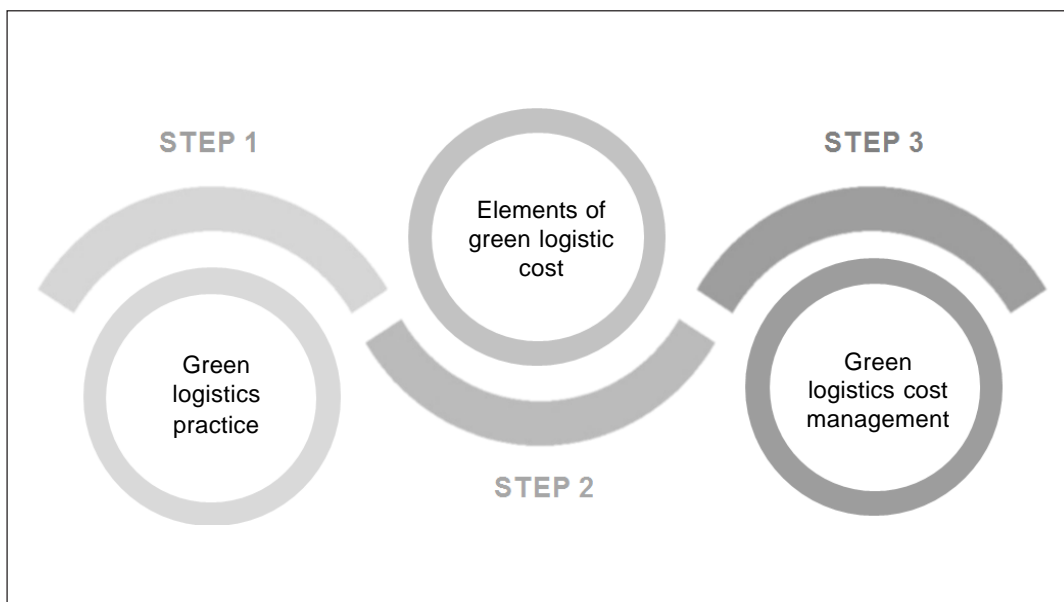 STEP 1
Green
logistics
practice
Elements of
green logistic
cost
STEP 2
STEP 3
Green
logistics cost
management